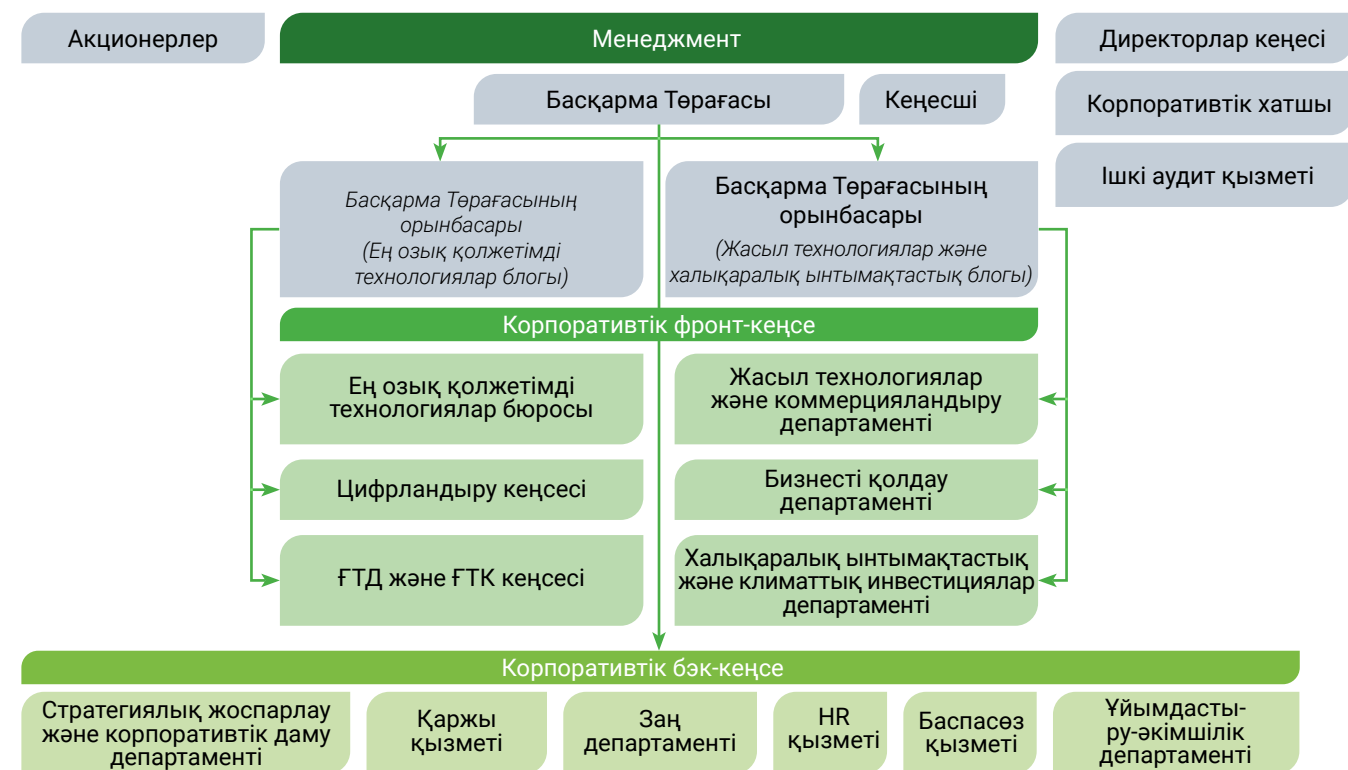 Акционерлер
Менеджмент
Директорлар кеңесі
Басқарма Төрағасы
Кеңесші
Корпоративтік хатшы
Ішкі аудит қызметі
Басқарма Төрағасының
орынбасары
(Ең озық қолжетімді
технологиялар блогы)
Басқарма Төрағасының
орынбасары
(Жасыл технологиялар және
халықаралық ынтымақтастық блогы)
Корпоративтік фронт-кеңсе
Ең озық қолжетімді
технологиялар бюросы
Жасыл технологиялар
және коммерцияландыру
департаменті
Цифрландыру кеңсесі
Бизнесті қолдау
департаменті
ҒТД және ҒТК кеңсесі
Халықаралық ынтымақтастық
және климаттық инвестициялар
департаменті
Корпоративтік бэк-кеңсе
Стратегиялық жоспарлау
және корпоративтік даму
департаменті
Қаржы
қызметі
Заң
департаменті
HR
қызметі
Баспасөз
қызметі
Ұйымдасты-
ру-әкімшілік
департаменті